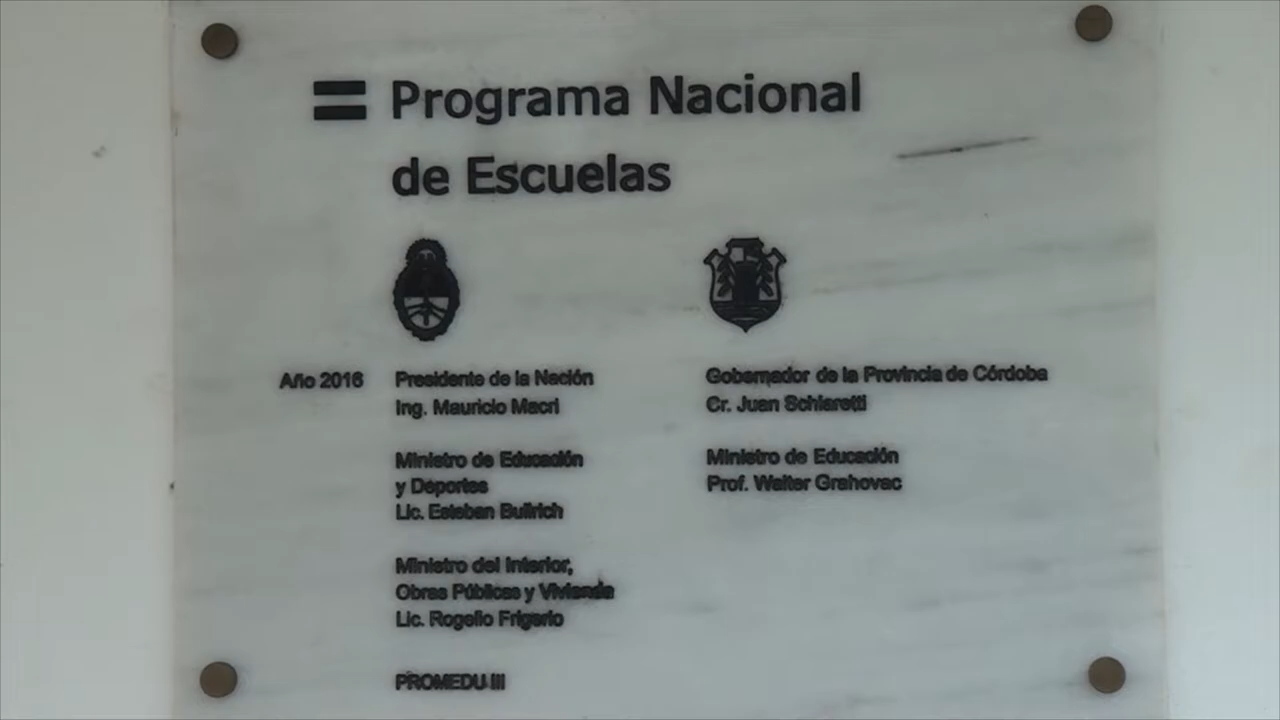 Programa Nacional
de Escuelas
Año 2016
Presidente de la Nación
Ing. Mauricio Macri
Ministro de Educación
y Deportes
Lic. Esteban Bullrich
Ministro del Interior,
Obras Públicas y Vivienda
Lic. Rogelio Frigerio
PROMEDU III
Gobernador de la Provincia de Córdoba
Cr. Juan Schiaretti
Ministro de Educación
Prof. Walter Grahovac